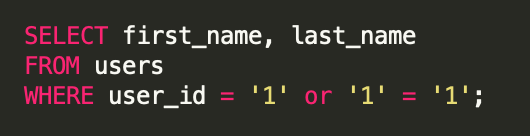 SELECT first_name, last_name
FROM users
WHERE user_id = '1' or '1' = '1';